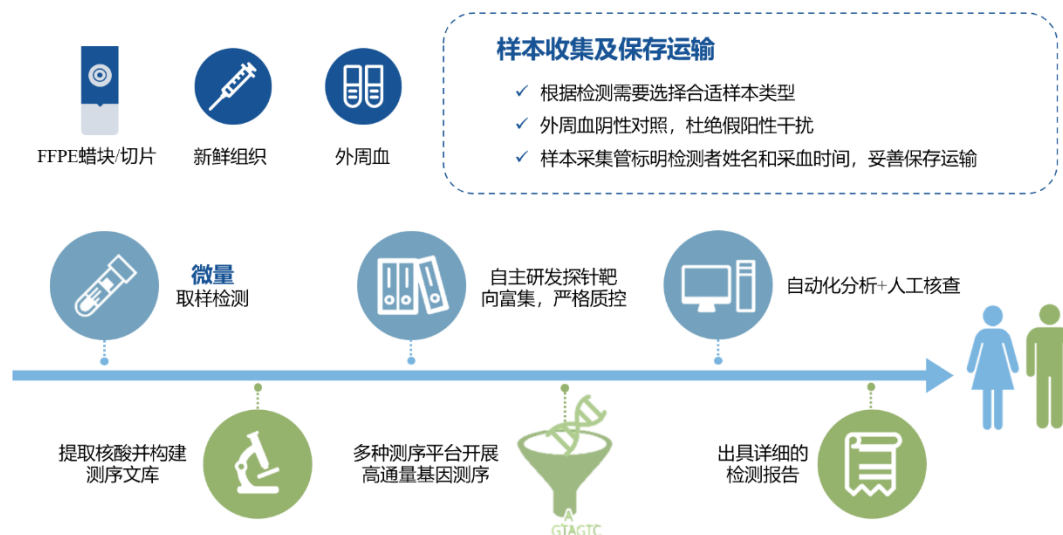 样本收集及保存运输
根据检测需要选择合适样本类型
外周血阴性对照，杜绝假阳性干扰
样本采集管标明检测者姓名和采血时间，妥善保存运输
FFPE蜡块/切片
新鲜组织
外周血
微量
取样检测
自主研发探针靶
向富集，严格质控
自动化分析+人工核查
提取核酸并构建
测序文库
多种测序平台开展
高通量基因测序
A
GTAGTC
出具详细的
检测报告